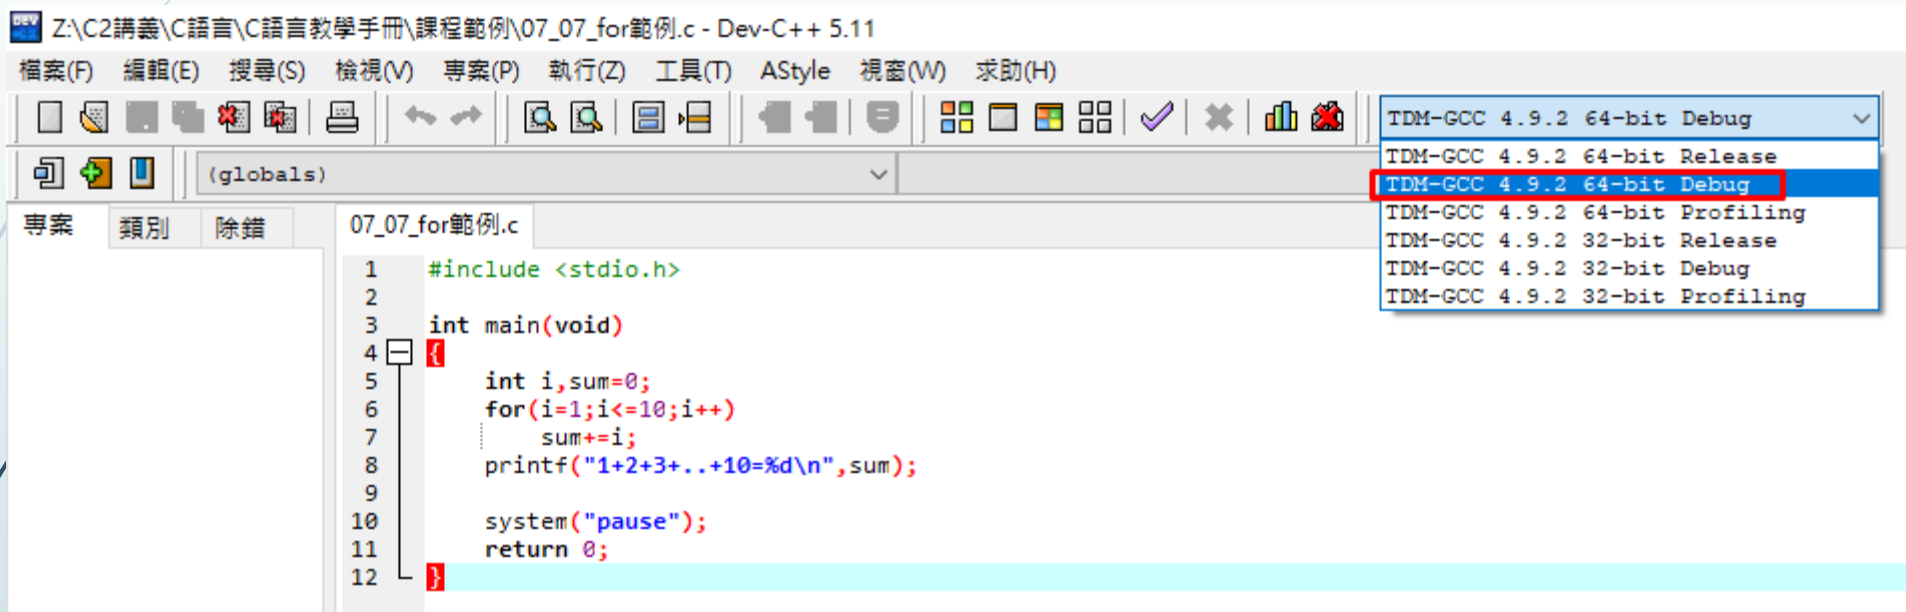 DEV Z:\C2講義\C語言\C語言教學手冊\課程範例\07_07_for範例.c - Dev-C++ 5.11
檔案(F) 編輯(E) 搜尋(S) 檢視(V) 專案(P) 執行(Z) 工具(T) AStyle 視窗(W) 求助(H)
TDM-GCC 4.9.2 64-bit Debug
TDM-GCC 4.9.2 64-bit Release
TDM-GCC 4.9.2 64-bit Debug
TDM-GCC 4.9.2 64-bit Profiling
TDM-GCC 4.9.2 32-bit Release
TDM-GCC 4.9.2 32-bit Debug
TDM-GCC 4.9.2 32-bit Profiling
(globals)
專案 類別 除錯
07_07_for範例.c
1 #include <stdio.h>
2
3 int main(void)
4 {
5 int i,sum=0;
6 for(i=1;i<=10;i++)
7 sum+=i;
8 printf("1+2+3+..+10=%d\n",sum);
9
10 system("pause");
11 return 0;
12 }